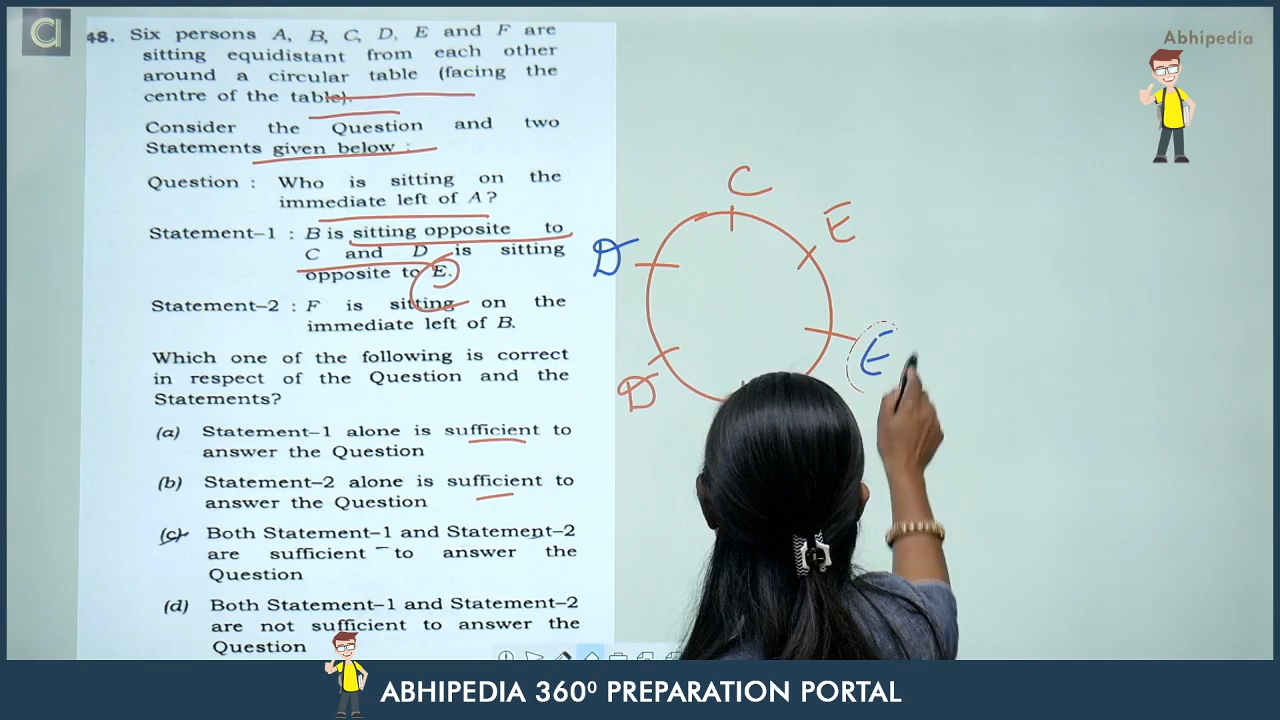 48. Six persons A, B, C, D, E and F are
sitting equidistant from each other
around a circular table (facing the
centre of the table).
Consider the Question and two
Statements given below :
Question : Who is sitting on the
immediate left of A?
Statement-1 : B is sitting opposite to
C and D is sitting
opposite to E.
Statement-2 : F is sitting on the
immediate left of B.
Which one of the following is correct
in respect of the Question and the
Statements?
(a) Statement-1 alone is sufficient to
answer the Question
(b) Statement-2 alone is sufficient to
answer the Question
(c) Both Statement-1 and Statement-2
are sufficient to answer the
Question
(d) Both Statement-1 and Statement-2
are not sufficient to answer the
Question
Abhipedia
C
E
D
E
D
ABHIPEDIA 360⁰ PREPARATION PORTAL